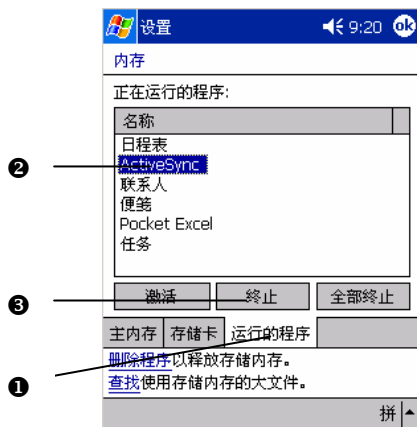 设置 9:20 ok
内存
正在运行的程序:
名称
日程表
❷ ActiveSync
联系人
便笺
Pocket Excel
任务
❸ 激活 终止 全部终止
主内存 存储卡 运行的程序
❶ 删除程序以释放存储内存。
查找使用存储内存的大文件。
拼